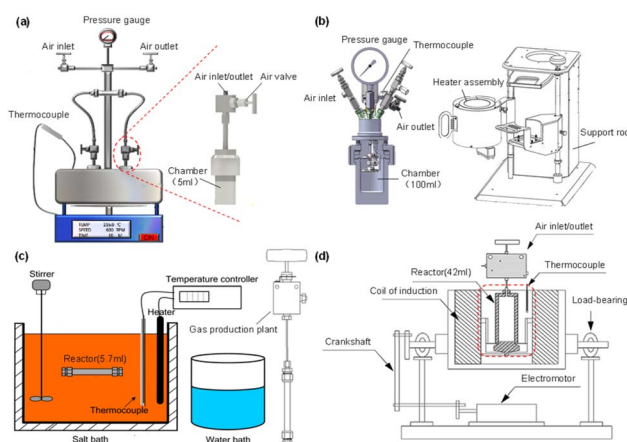 (a)
Pressure gauge
Air inlet
Air outlet
Thermocouple
Air inlet/outlet
Air valve
Chamber
(5ml)
(b)
Pressure gauge
Thermocouple
Air inlet
Air outlet
Heater assembly
Chamber
(100ml)
Support rod
(c)
Stirrer
Temperature controller
Heater
Reactor(5.7ml)
Thermocouple
Salt bath
Water bath
Gas production plant
(d)
Air inlet/outlet
Reactor(42ml)
Thermocouple
Coil of induction
Load-bearing
Crankshaft
Electromotor